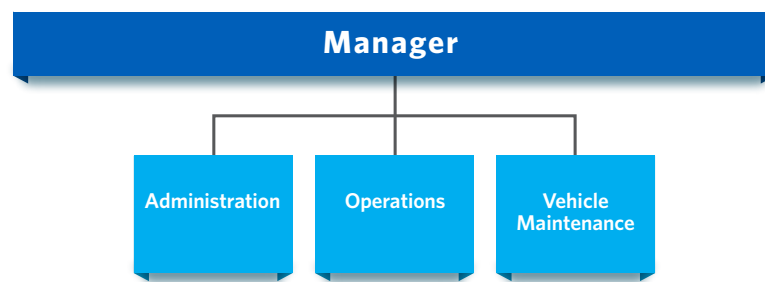 Manager
Administration
Operations
Vehicle
Maintenance